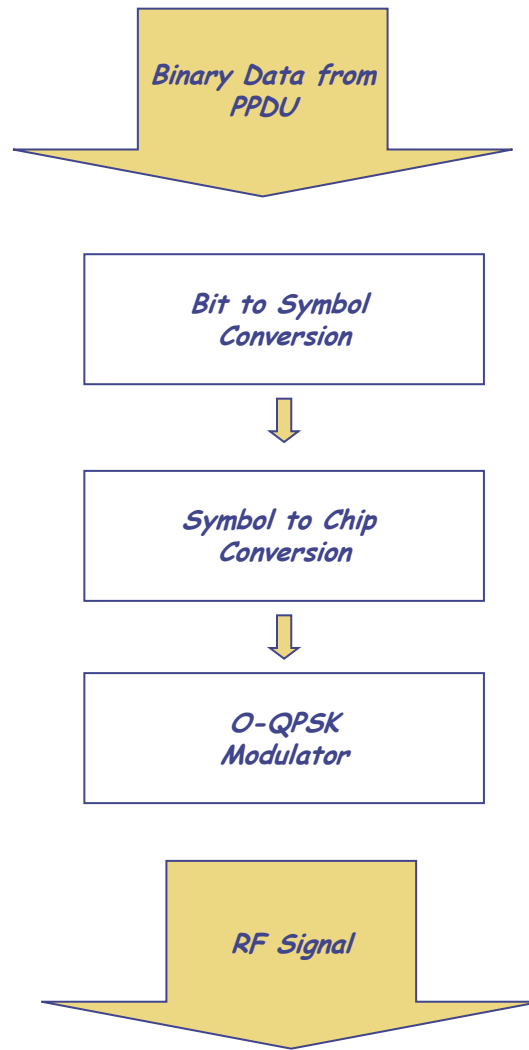 Binary Data from
PPDU
Bit to Symbol
Conversion
Symbol to Chip
Conversion
O-QPSK
Modulator
RF Signal